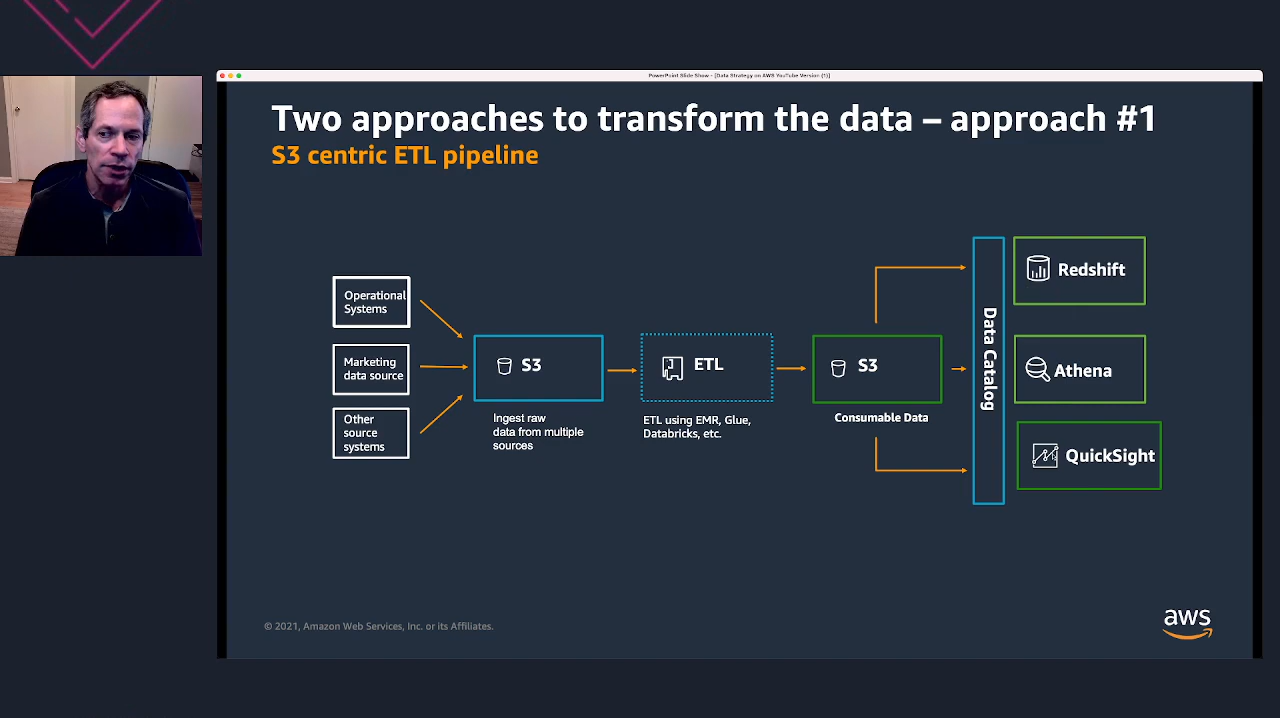 PowerPoint Slide Show - [Data Strategy on AWS YouTube Version (1)]
Two approaches to transform the data – approach #1
S3 centric ETL pipeline
Operational
Systems
Marketing
data source
Other
source
systems
S3
Ingest raw
data from multiple
sources
ETL
ETL using EMR, Glue,
Databricks, etc.
S3
Consumable Data
Data Catalog
Redshift
Athena
QuickSight
© 2021, Amazon Web Services, Inc. or its Affiliates.
aws